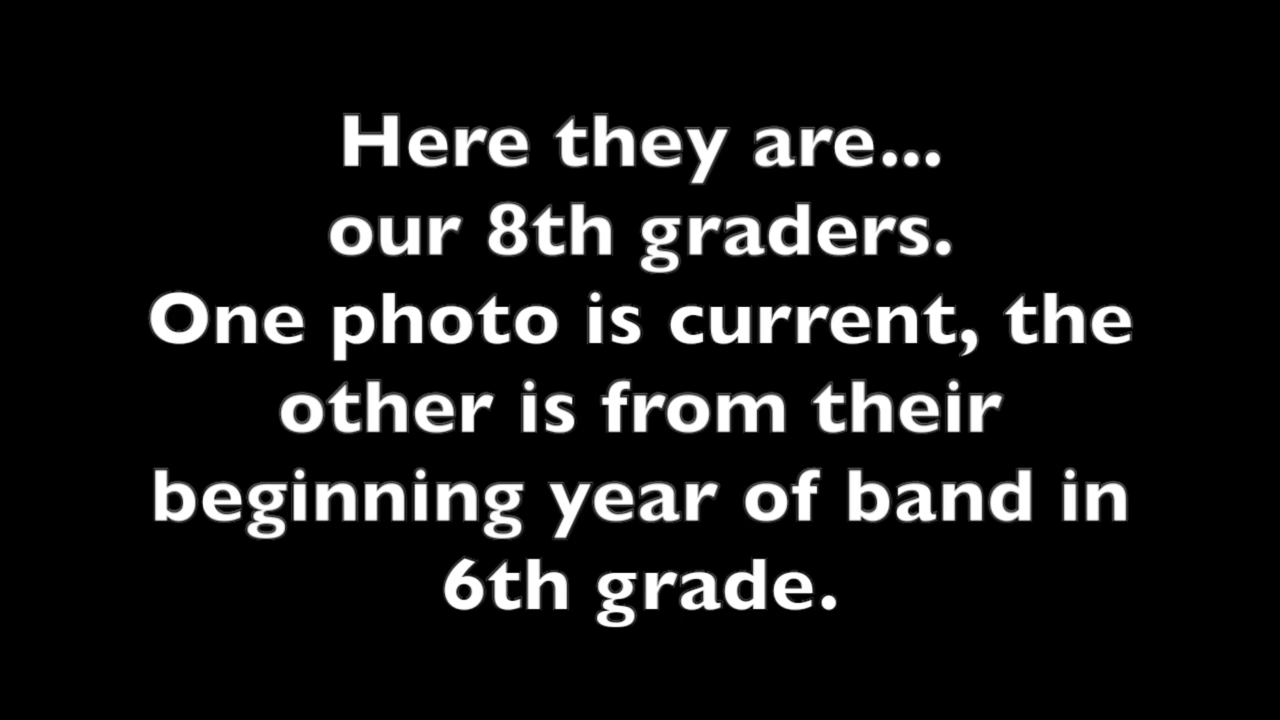 Here they are...
our 8th graders.
One photo is current, the
other is from their
beginning year of band in
6th grade.